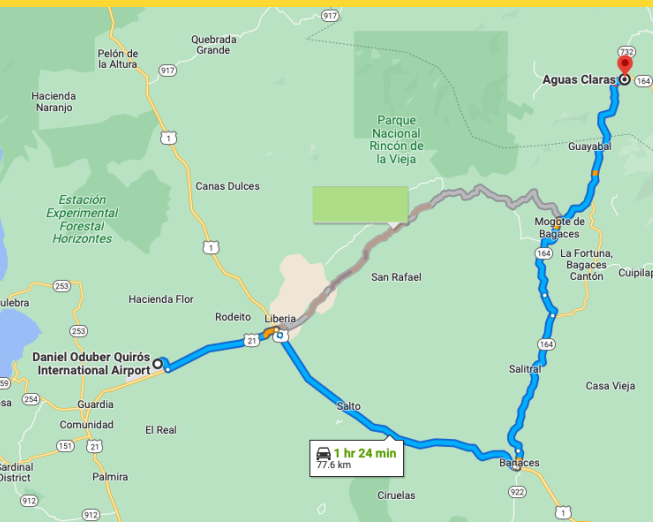 917
Quebrada
Grande
Pelón de
la Altura
732
917
Aguas Claras
164
Hacienda
Naranjo
Parque
Nacional
Rincón de
la Vieja
1
Guayabal
Canas Dulces
Estación
Experimental
Forestal
Horizontes
Mogote de
Bagaces
1
164
La Fortuna,
Bagaces
Cantón
San Rafael
Cuipilap
253
Hacienda Flor
ulebra
Rodeito
Liberia
253
21
164
Daniel Oduber Quirós
International Airport
Salitral
59
254
Casa Vieja
osa
Guardia
Salto
Comunidad
El Real
151
21
1 hr 24 min
77.6 km
Bagaces
ardinal
District
Palmira
912
912
Ciruelas
922
1